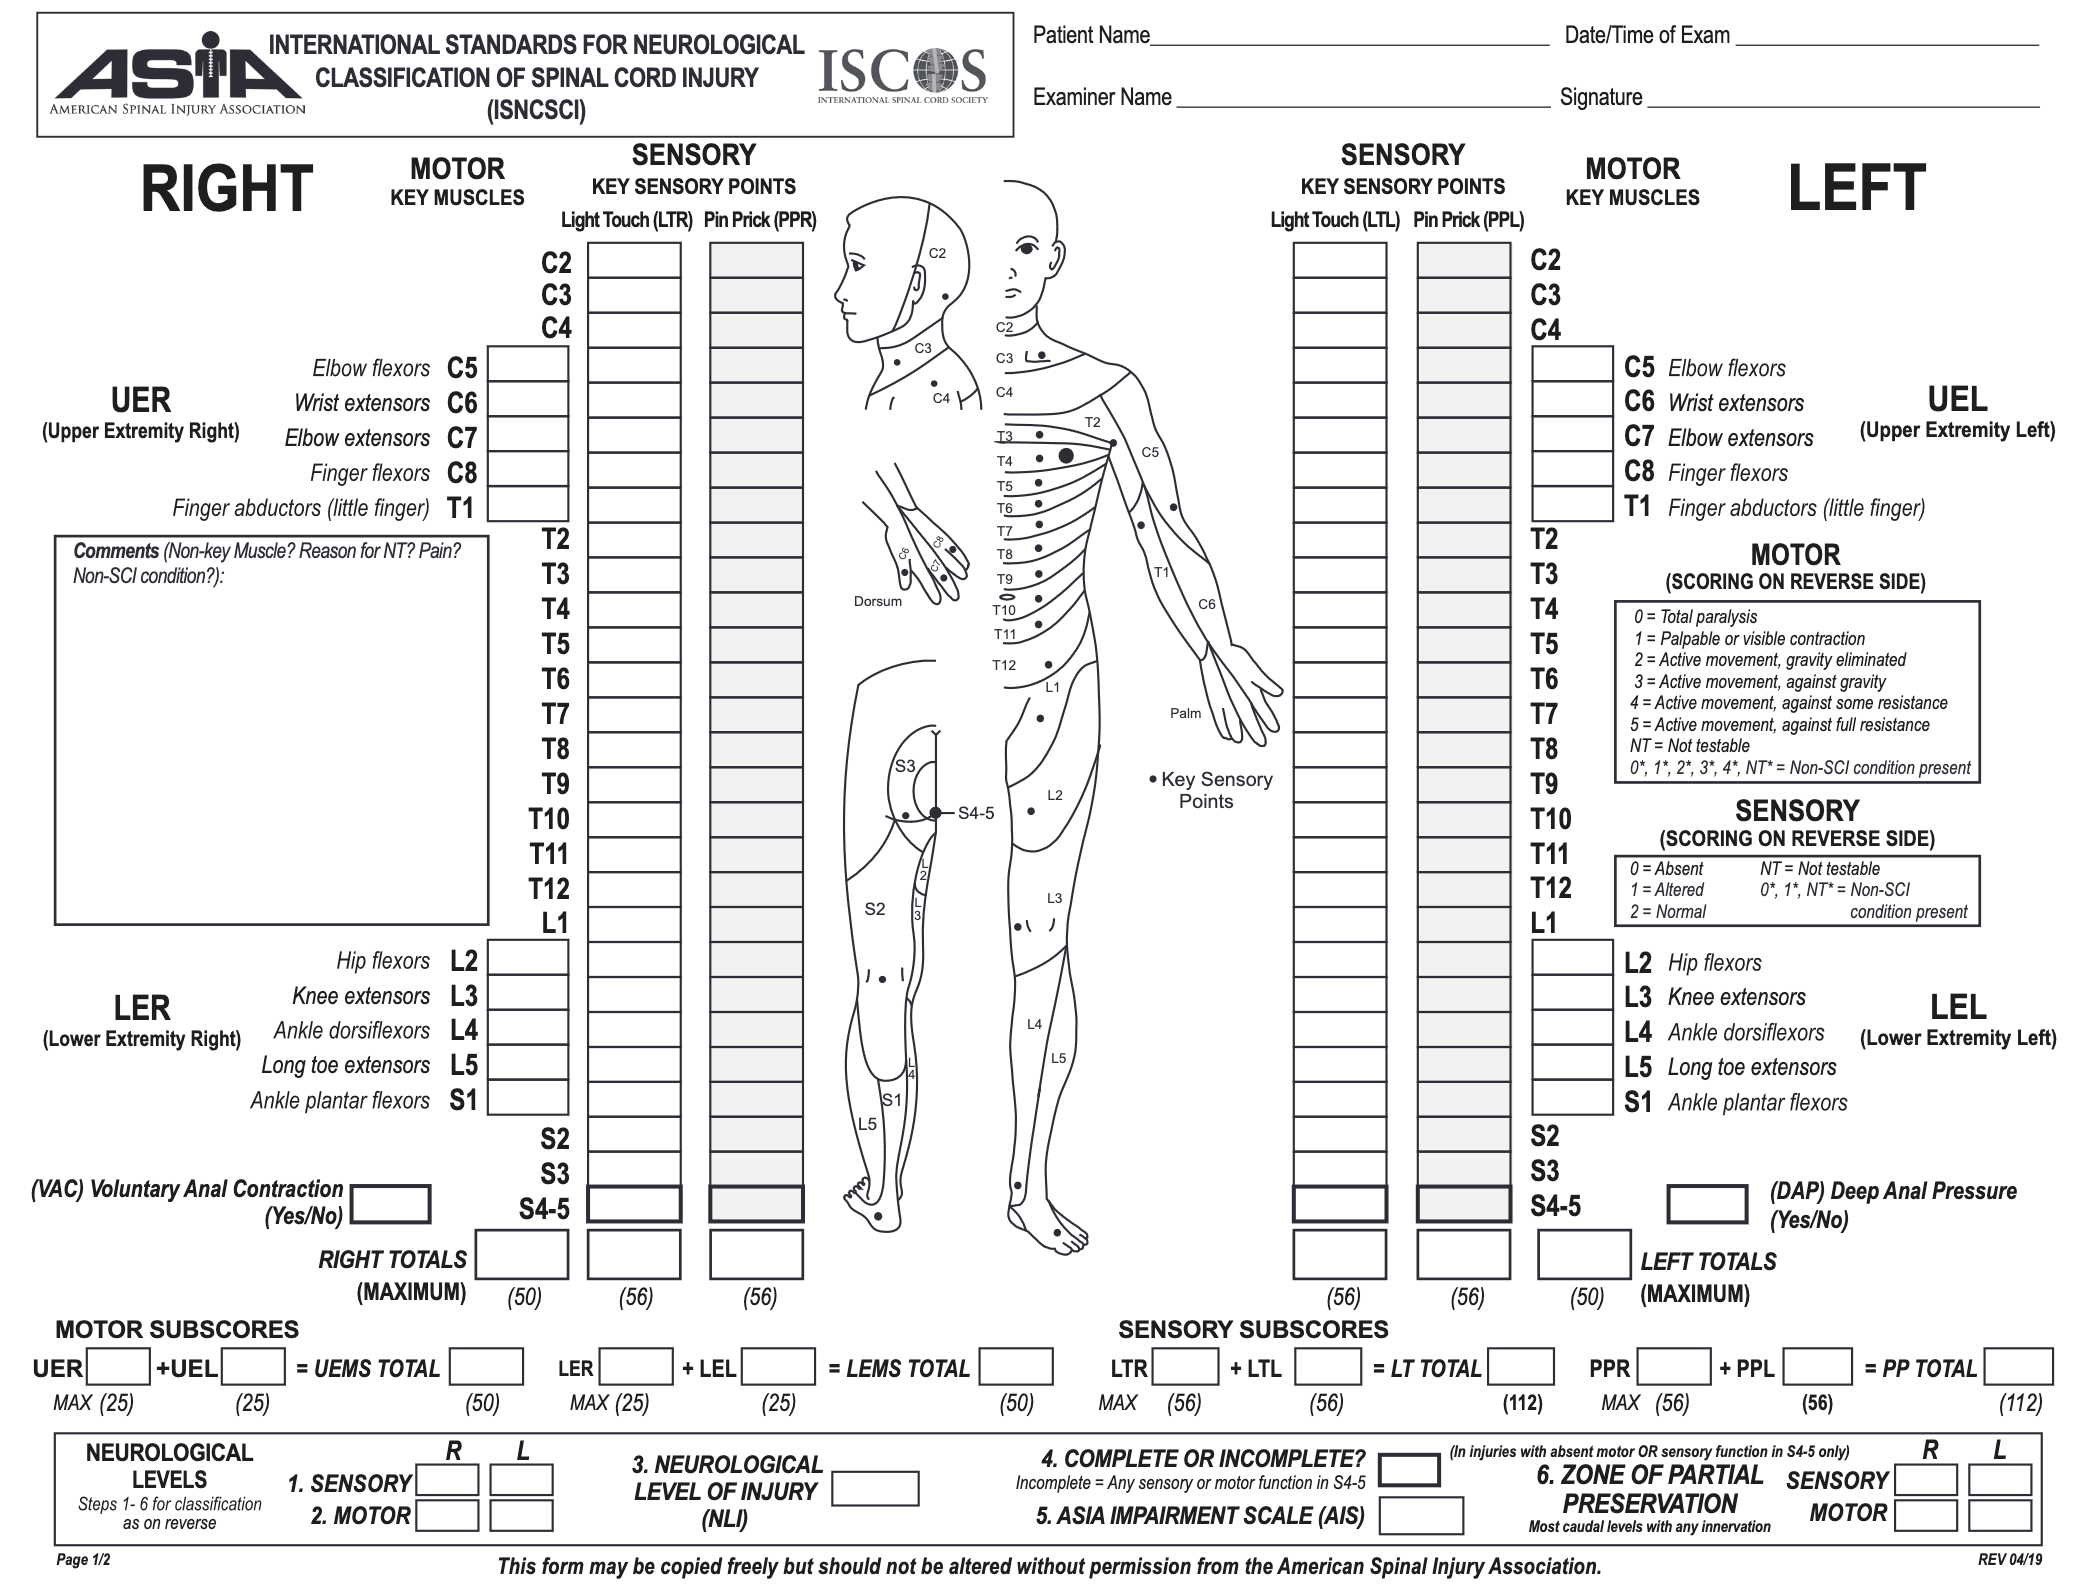 ASIA
AMERICAN SPINAL INJURY ASSOCIATION
INTERNATIONAL STANDARDS FOR NEUROLOGICAL
CLASSIFICATION OF SPINAL CORD INJURY
(ISNCSCI)
ISCOS
INTERNATIONAL SPINAL CORD SOCIETY
Patient Name
Date/Time of Exam
Examiner Name
Signature
RIGHT
MOTOR
KEY MUSCLES
SENSORY
KEY SENSORY POINTS
Light Touch (LTR) Pin Prick (PPR)
C2
C3
C4
Elbow flexors C5
UER
(Upper Extremity Right)
Wrist extensors C6
Elbow extensors C7
Finger flexors C8
Finger abductors (little finger) T1
Comments (Non-key Muscle? Reason for NT? Pain?
Non-SCI condition?):
T2
T3
T4
T5
T6
T7
T8
T9
T10
T11
T12
L1
Hip flexors L2
LER
(Lower Extremity Right)
Knee extensors L3
Ankle dorsiflexors L4
Long toe extensors L5
Ankle plantar flexors S1
S2
S3
(VAC) Voluntary Anal Contraction
(Yes/No)
S4-5
RIGHT TOTALS
(MAXIMUM)
(50) (56) (56)
C2
C3
C4
C6
C7
C8
Dorsum
S3
S4-5
L
2
L
3
S2
L
4
S1
L5
C2
C3
C4
T2
T3
T4
C5
T5
T6
T7
T8
T9
T1
T10
C6
T11
T12
L1
Palm
• Key Sensory
Points
L2
L3
L4
L5
SENSORY
KEY SENSORY POINTS
Light Touch (LTL) Pin Prick (PPL)
MOTOR
KEY MUSCLES
LEFT
C2
C3
C4
C5 Elbow flexors
C6 Wrist extensors
C7 Elbow extensors
C8 Finger flexors
T1 Finger abductors (little finger)
UEL
(Upper Extremity Left)
T2
T3
T4
T5
T6
T7
T8
T9
T10
T11
T12
L1
MOTOR
(SCORING ON REVERSE SIDE)
0 = Total paralysis
1 = Palpable or visible contraction
2 = Active movement, gravity eliminated
3 = Active movement, against gravity
4 = Active movement, against some resistance
5 = Active movement, against full resistance
NT = Not testable
0*, 1*, 2*, 3*, 4*, NT* = Non-SCI condition present
SENSORY
(SCORING ON REVERSE SIDE)
0 = Absent NT = Not testable
1 = Altered 0*, 1*, NT* = Non-SCI
2 = Normal condition present
L2 Hip flexors
L3 Knee extensors
L4 Ankle dorsiflexors
L5 Long toe extensors
S1 Ankle plantar flexors
LEL
(Lower Extremity Left)
S2
S3
S4-5
(DAP) Deep Anal Pressure
(Yes/No)
LEFT TOTALS
(MAXIMUM)
(56) (56) (50)
MOTOR SUBSCORES
UER +UEL = UEMS TOTAL LER + LEL = LEMS TOTAL
MAX (25) (25) (50) MAX (25) (25) (50)
SENSORY SUBSCORES
LTR + LTL = LT TOTAL PPR + PPL = PP TOTAL
MAX (56) (56) (112) MAX (56) (56) (112)
NEUROLOGICAL
LEVELS
Steps 1- 6 for classification
as on reverse
R L
1. SENSORY
2. MOTOR
3. NEUROLOGICAL
LEVEL OF INJURY
(NLI)
4. COMPLETE OR INCOMPLETE?
Incomplete = Any sensory or motor function in S4-5
5. ASIA IMPAIRMENT SCALE (AIS)
(In injuries with absent motor OR sensory function in S4-5 only)
6. ZONE OF PARTIAL
PRESERVATION
Most caudal levels with any innervation
R L
SENSORY
MOTOR
Page 1/2
This form may be copied freely but should not be altered without permission from the American Spinal Injury Association.
REV 04/19